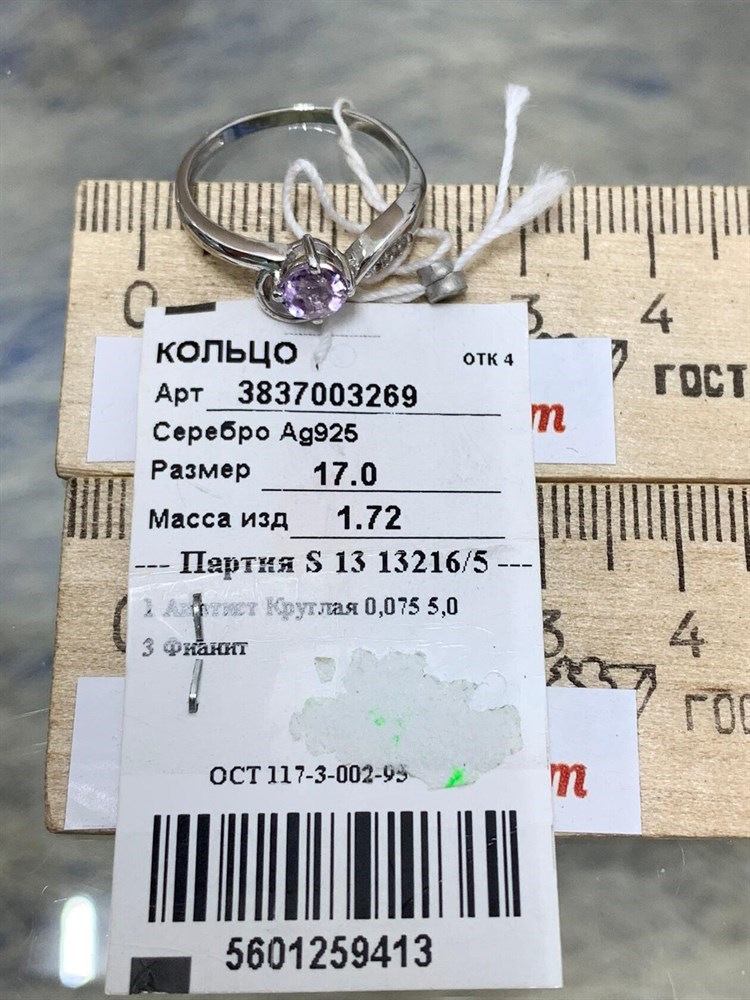 0 3 4
ГОСТ
m
КОЛЬЦО ОТК 4
Арт 3837003269
Серебро Ag925
Размер 17.0
Масса изд 1.72
--- Партия S 13 13216/5 ---
1 Аметист Круглая 0,075 5,0
3 Фианит
3 4
m
ОСТ 117-3-002-95
5601259413